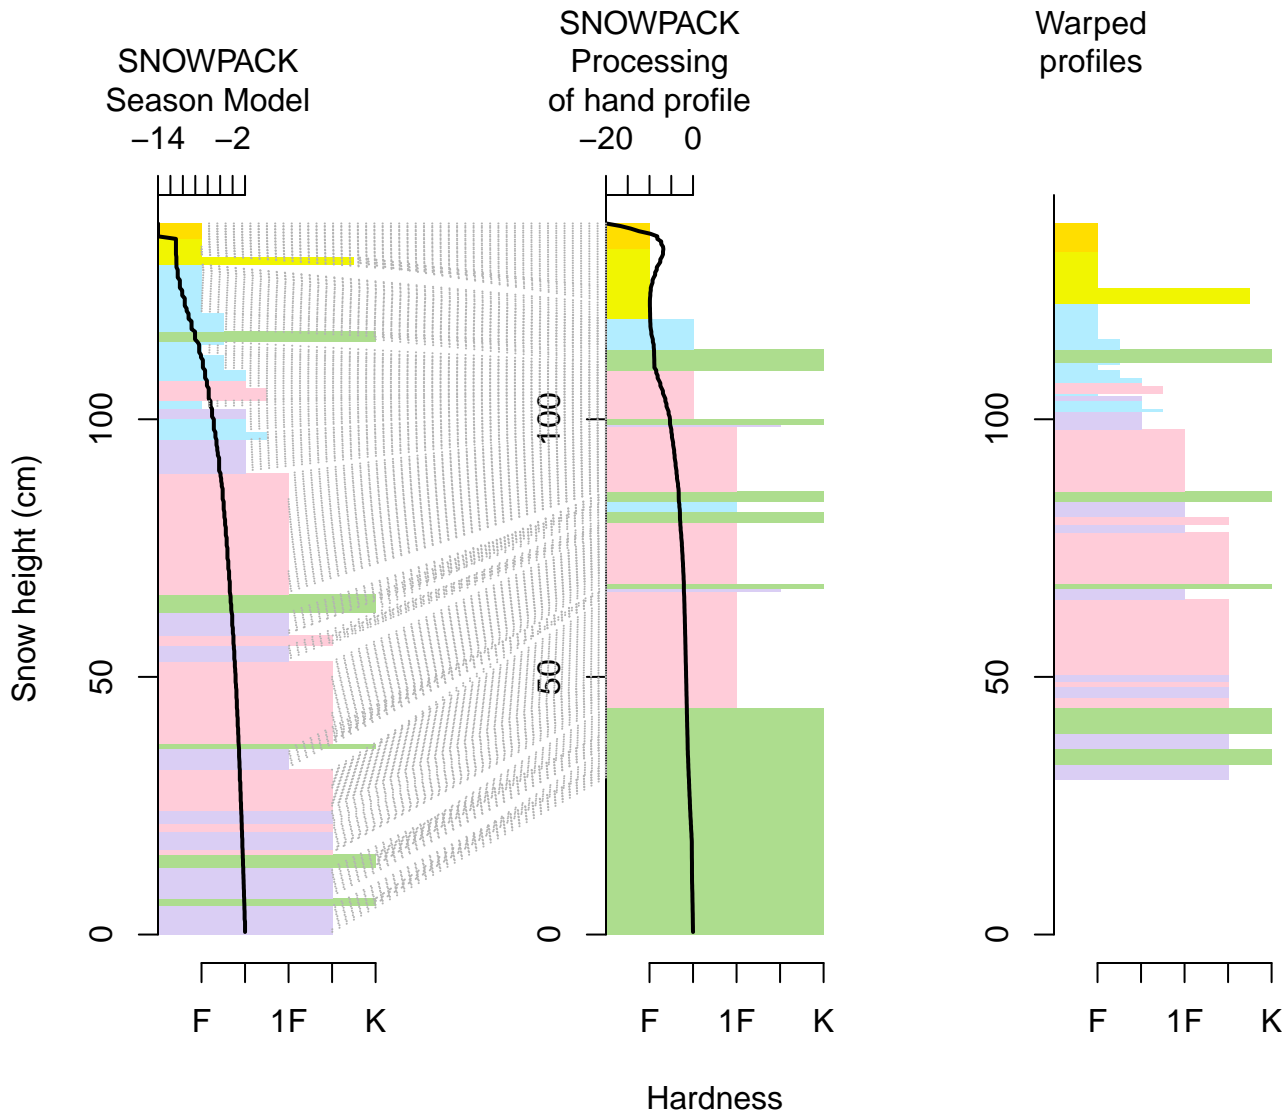 SNOWPACK
Season Model
SNOWPACK
Processing
of hand profile
Warped
profiles
−14 −2
−20 0
Snow height (cm)
100
50
0
100
50
0
100
50
0
F 1F K
F 1F K
F 1F K
Hardness